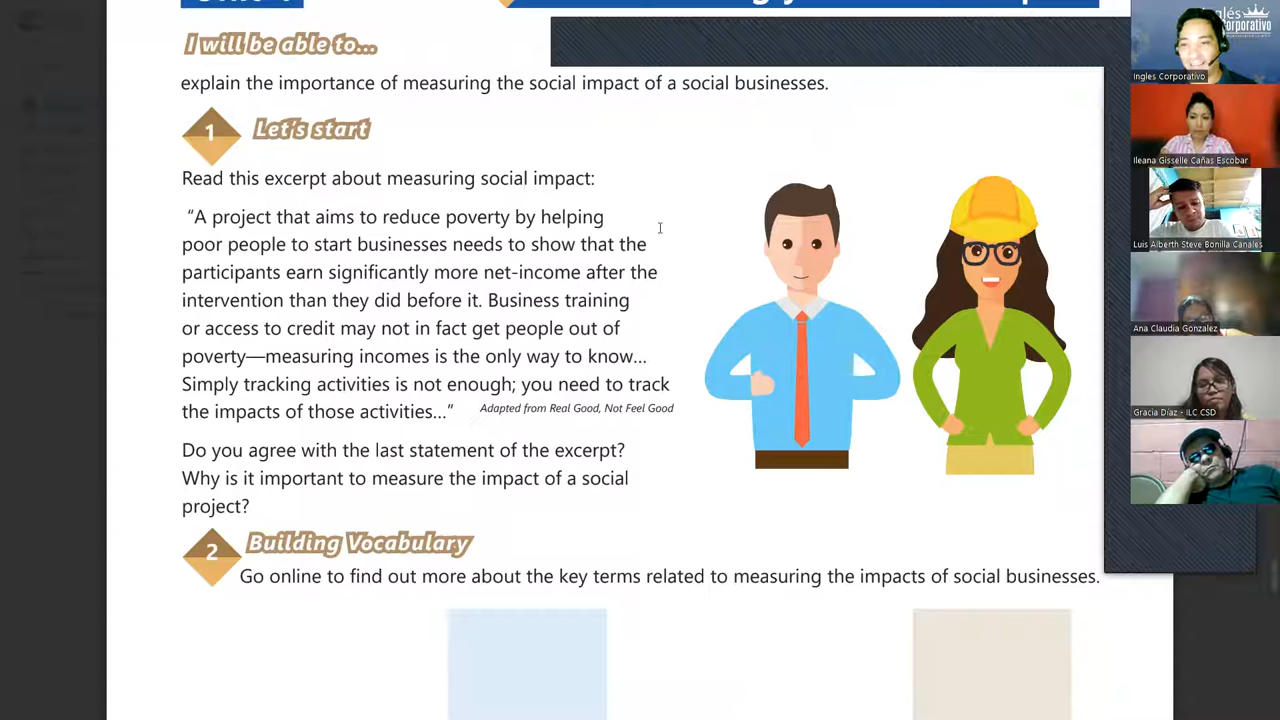 I will be able to...
explain the importance of measuring the social impact of a social businesses.
1
Let's start
Read this excerpt about measuring social impact:
“A project that aims to reduce poverty by helping
poor people to start businesses needs to show that the
participants earn significantly more net-income after the
intervention than they did before it. Business training
or access to credit may not in fact get people out of
poverty—measuring incomes is the only way to know...
Simply tracking activities is not enough; you need to track
the impacts of those activities...”
Adapted from Real Good, Not Feel Good
Do you agree with the last statement of the excerpt?
Why is it important to measure the impact of a social
project?
2
Building Vocabulary
Go online to find out more about the key terms related to measuring the impacts of social businesses.
Inglés
Corporativo
Ingles Corporativo
Ileana Gisselle Cañas Escobar
Luis Alberth Steve Bonilla Canales
Ana Claudia Gonzalez
Gracia Díaz - ILC CSD